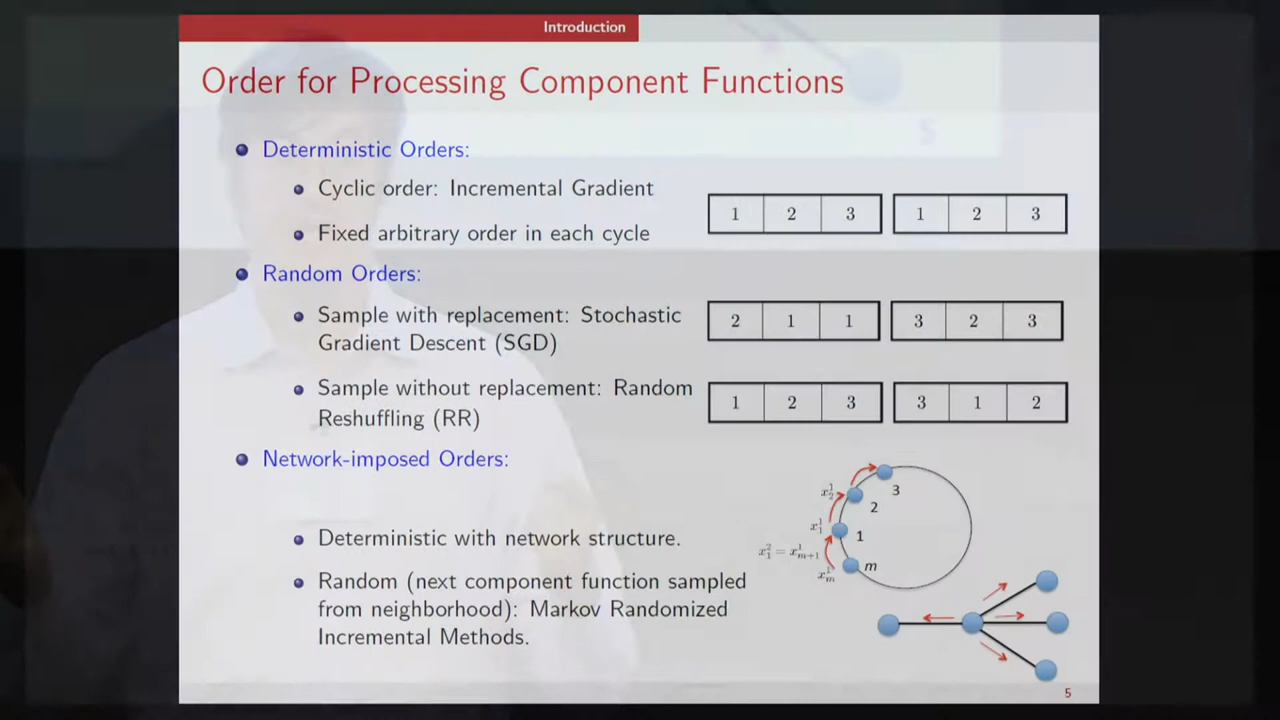 Introduction
Order for Processing Component Functions
Deterministic Orders:
Cyclic order: Incremental Gradient
Fixed arbitrary order in each cycle
1 2 3 1 2 3
Random Orders:
Sample with replacement: Stochastic
Gradient Descent (SGD)
2 1 1 3 2 3
Sample without replacement: Random
Reshuffling (RR)
1 2 3 3 1 2
Network-imposed Orders:
3
x_2^1
2
x_1^1
1
x_1^2 = x_{m+1}^1
m
x_m^1
Deterministic with network structure.
Random (next component function sampled
from neighborhood): Markov Randomized
Incremental Methods.
5